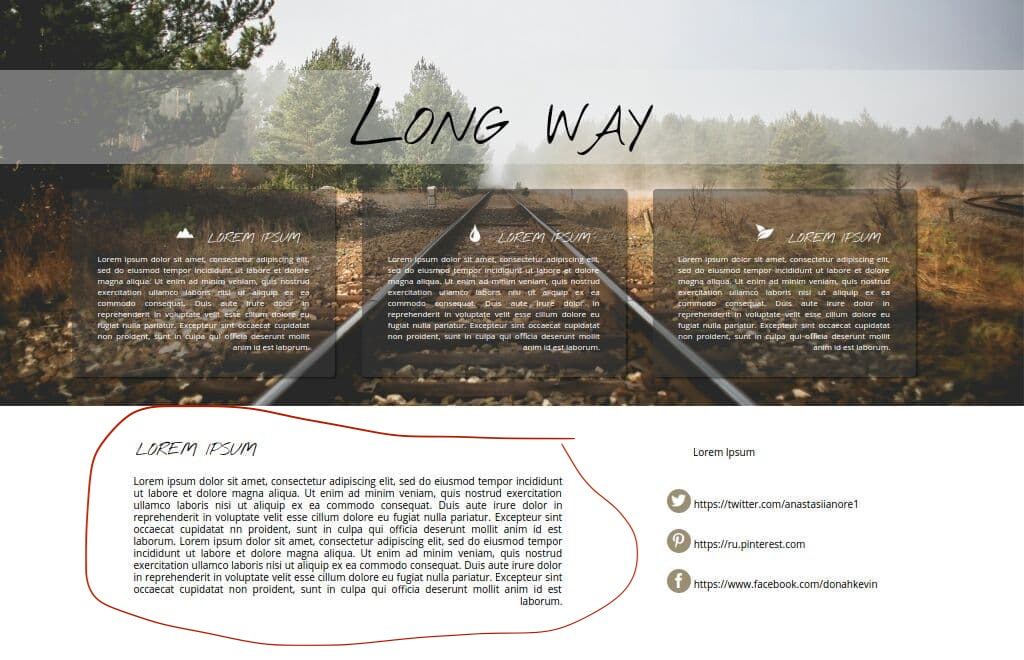 LONG WAY
LOREM IPSUM
Lorem ipsum dolor sit amet, consectetur adipiscing elit,
sed do eiusmod tempor incididunt ut labore et dolore
magna aliqua. Ut enim ad minim veniam, quis nostrud
exercitation ullamco laboris nisi ut aliquip ex ea
commodo consequat. Duis aute irure dolor in
reprehenderit in voluptate velit esse cillum dolore eu
fugiat nulla pariatur. Excepteur sint occaecat cupidatat
non proident, sunt in culpa qui officia deserunt mollit
anim id est laborum.
LOREM IPSUM
Lorem ipsum dolor sit amet, consectetur adipiscing elit,
sed do eiusmod tempor incididunt ut labore et dolore
magna aliqua. Ut enim ad minim veniam, quis nostrud
exercitation ullamco laboris nisi ut aliquip ex ea
commodo consequat. Duis aute irure dolor in
reprehenderit in voluptate velit esse cillum dolore eu
fugiat nulla pariatur. Excepteur sint occaecat cupidatat
non proident, sunt in culpa qui officia deserunt mollit
anim id est laborum.
LOREM IPSUM
Lorem ipsum dolor sit amet, consectetur adipiscing elit,
sed do eiusmod tempor incididunt ut labore et dolore
magna aliqua. Ut enim ad minim veniam, quis nostrud
exercitation ullamco laboris nisi ut aliquip ex ea
commodo consequat. Duis aute irure dolor in
reprehenderit in voluptate velit esse cillum dolore eu
fugiat nulla pariatur. Excepteur sint occaecat cupidatat
non proident, sunt in culpa qui officia deserunt mollit
anim id est laborum.
LOREM IPSUM
Lorem ipsum dolor sit amet, consectetur adipiscing elit, sed do eiusmod tempor incididunt
ut labore et dolore magna aliqua. Ut enim ad minim veniam, quis nostrud exercitation
ullamco laboris nisi ut aliquip ex ea commodo consequat. Duis aute irure dolor in
reprehenderit in voluptate velit esse cillum dolore eu fugiat nulla pariatur. Excepteur sint
occaecat cupidatat nn proident, sunt in culpa qui officia deserunt mollit anim id est
laborum. Lorem ipsum dolor sit amet, consectetur adipiscing elit, sed do eiusmod tempor
incididunt ut labore et dolore magna aliqua. Ut enim ad minim veniam, quis nostrud
exercitation ullamco laboris nisi ut aliquip ex ea commodo consequat. Duis aute irure dolor
in reprehenderit in voluptate velit esse cillum dolore eu fugiat nulla pariatur. Excepteur sint
occaecat cupidatat non proident, sunt in culpa qui officia deserunt mollit anim id est
laborum.
Lorem Ipsum
https://twitter.com/anastasiianore1
https://ru.pinterest.com
https://www.facebook.com/donahkevin